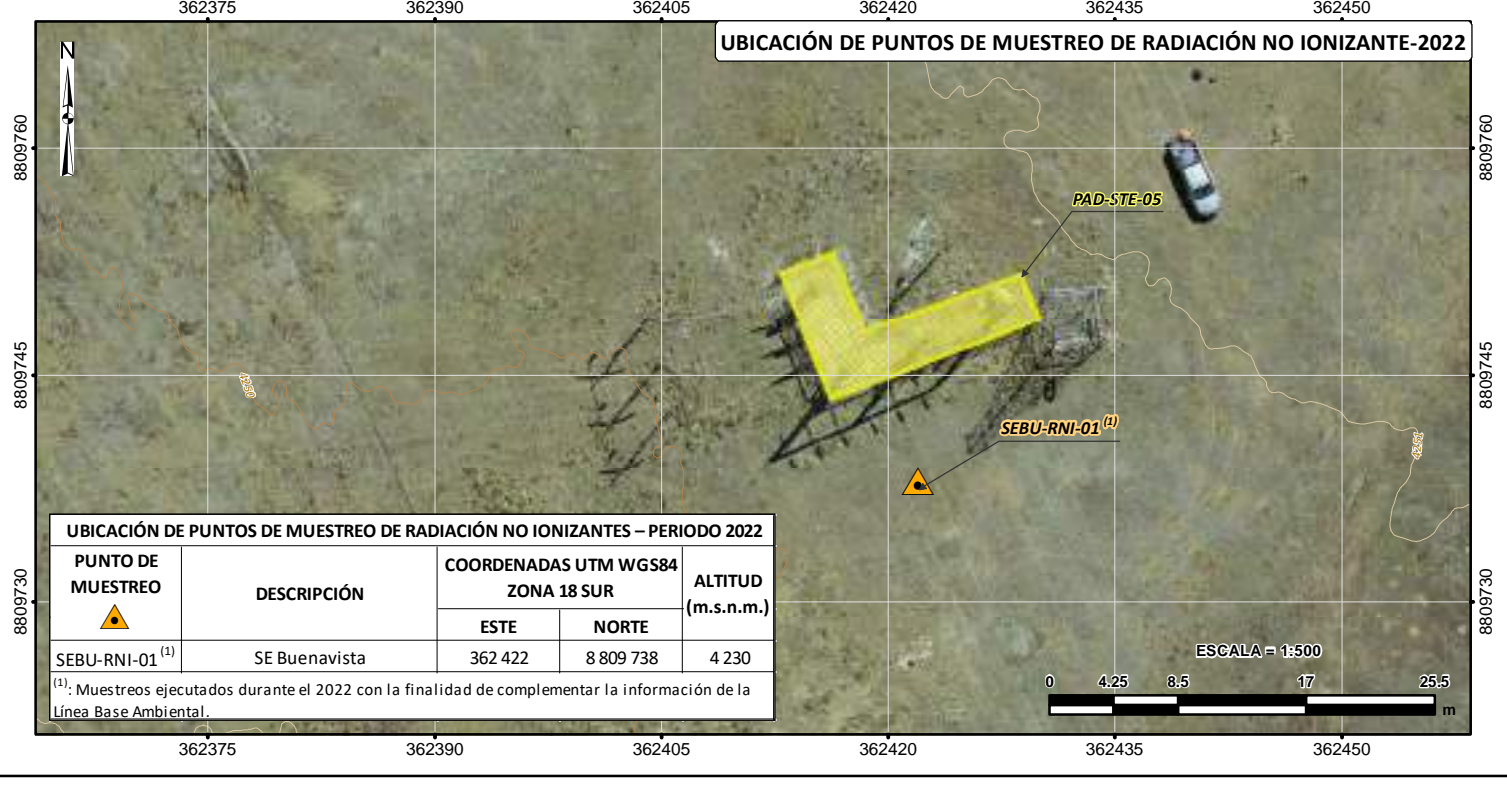 362375 362390 362405 362420 362435 362450
UBICACIÓN DE PUNTOS DE MUESTREO DE RADIACIÓN NO IONIZANTE-2022
N
8809760
8809760
PAD-STE-05
8809745
8809745
4250
SEBU-RNI-01 (1)
4251
UBICACIÓN DE PUNTOS DE MUESTREO DE RADIACIÓN NO IONIZANTES – PERIODO 2022
PUNTO DE
MUESTREO
DESCRIPCIÓN
COORDENADAS UTM WGS84
ZONA 18 SUR
ALTITUD
(m.s.n.m.)
ESTE NORTE
SEBU-RNI-01 (1) SE Buenavista 362 422 8 809 738 4 230
(1): Muestreos ejecutados durante el 2022 con la finalidad de complementar la información de la
Línea Base Ambiental.
8809730
8809730
ESCALA = 1:500
0 4.25 8.5 17 25.5
m
362375 362390 362405 362420 362435 362450